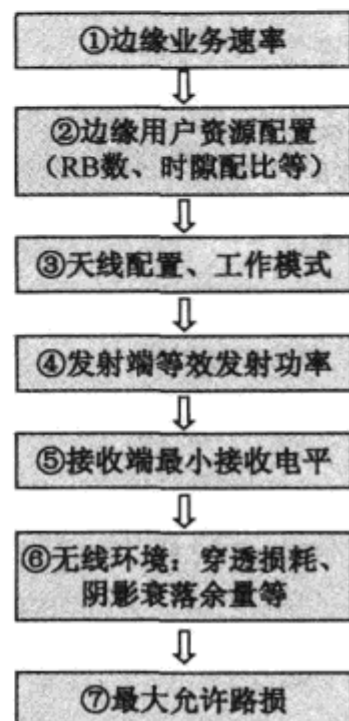 ①边缘业务速率
②边缘用户资源配置
（RB数、时隙配比等）
③天线配置、工作模式
④发射端等效发射功率
⑤接收端最小接收电平
⑥无线环境：穿透损耗、
阴影衰落余量等
⑦最大允许路损